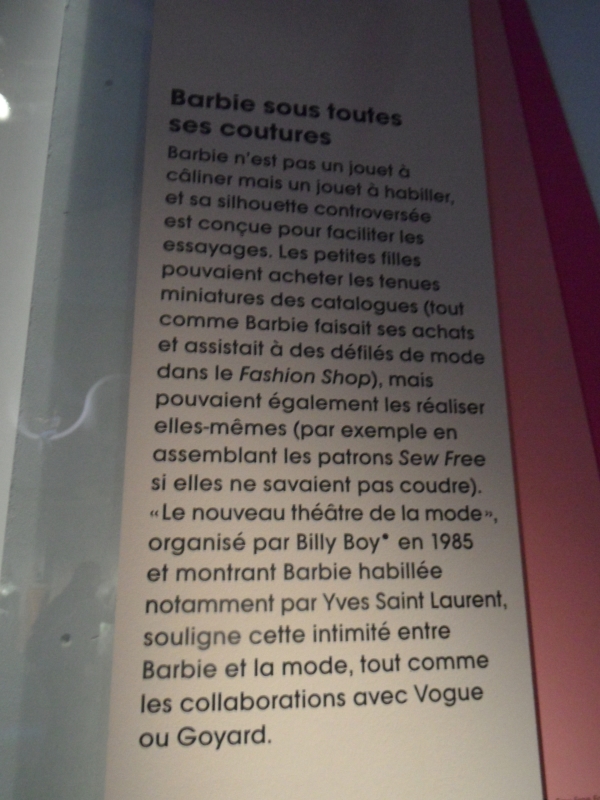 Barbie sous toutes
ses coutures
Barbie n'est pas un jouet à
câliner mais un jouet à habiller,
et sa silhouette controversée
est conçue pour faciliter les
essayages. Les petites filles
pouvaient acheter les tenues
miniatures des catalogues (tout
comme Barbie faisait ses achats
et assistait à des défilés de mode
dans le Fashion Shop), mais
pouvaient également les réaliser
elles-mêmes (par exemple en
assemblant les patrons Sew Free
si elles ne savaient pas coudre).
«Le nouveau théâtre de la mode»,
organisé par Billy Boy* en 1985
et montrant Barbie habillée
notamment par Yves Saint Laurent,
souligne cette intimité entre
Barbie et la mode, tout comme
les collaborations avec Vogue
ou Goyard.